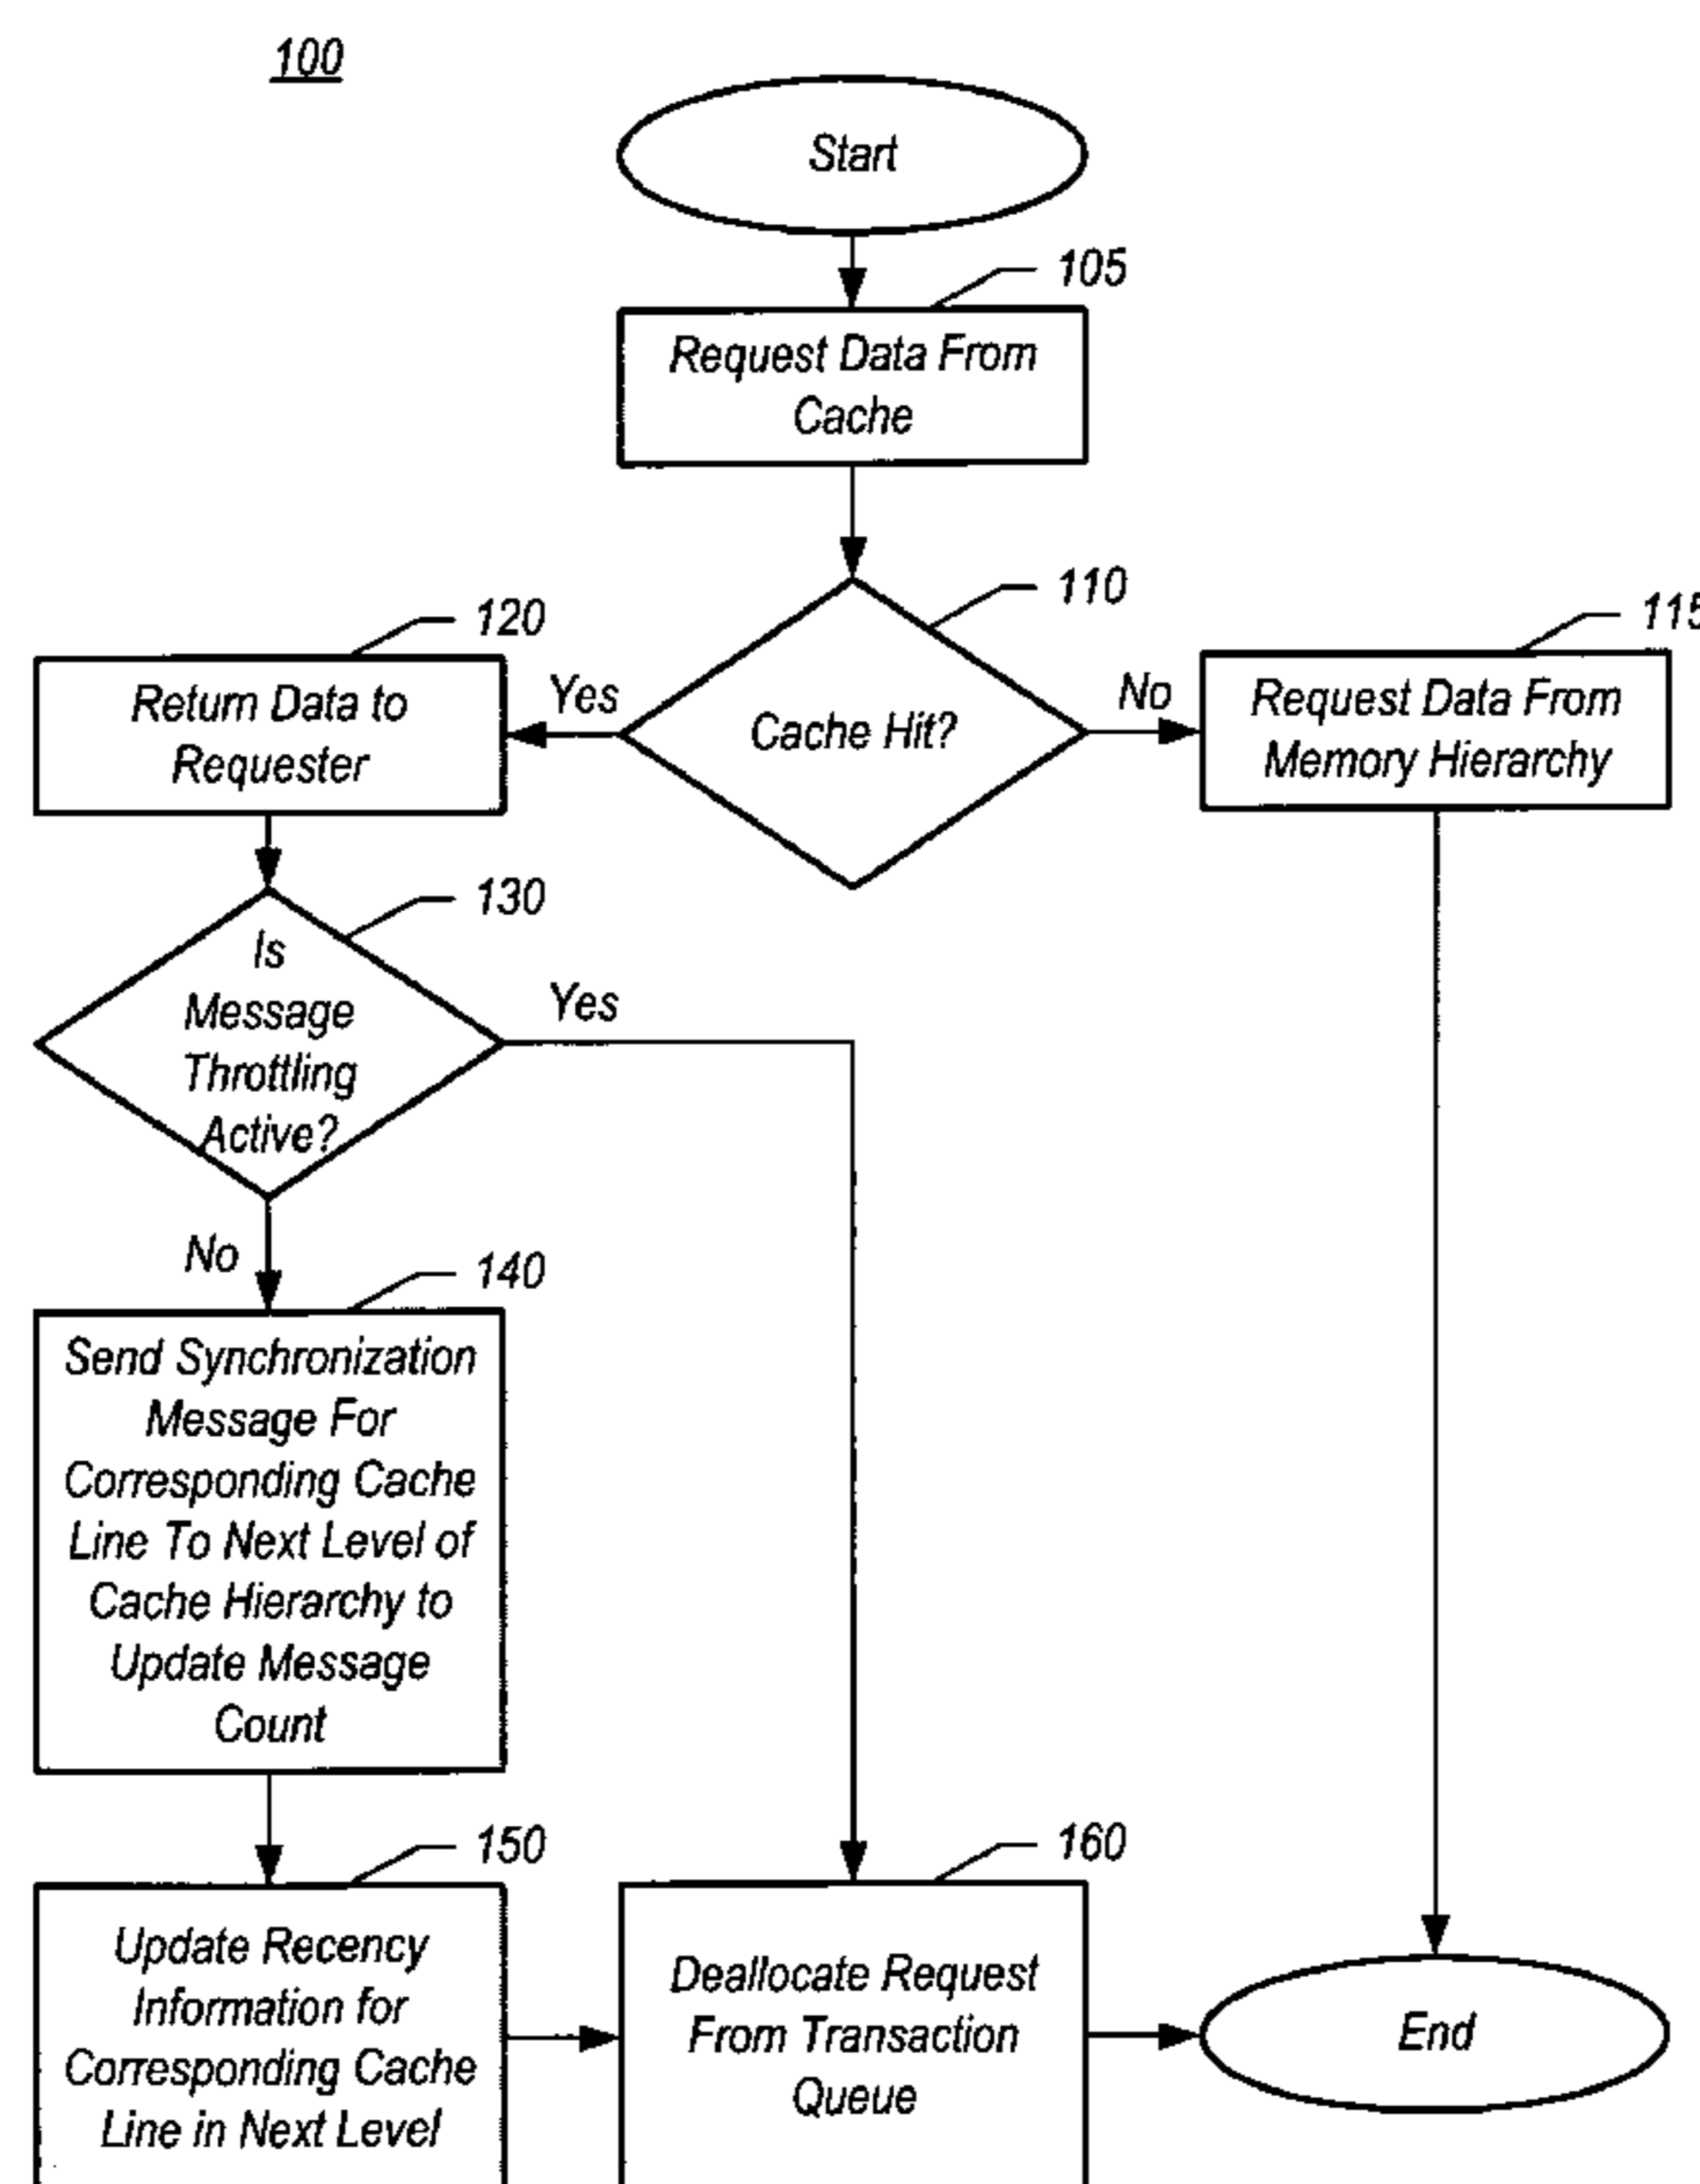 100
Start
105
Request Data From
Cache
110
115
120
Return Data to
Requester
Yes
Cache Hit?
No
Request Data From
Memory Hierarchy
130
Is
Message
Throttling
Active?
Yes
No
140
Send Synchronization
Message For
Corresponding Cache
Line To Next Level of
Cache Hierarchy to
Update Message
Count
150
Update Recency
Information for
Corresponding Cache
Line in Next Level
160
Deallocate Request
From Transaction
Queue
End